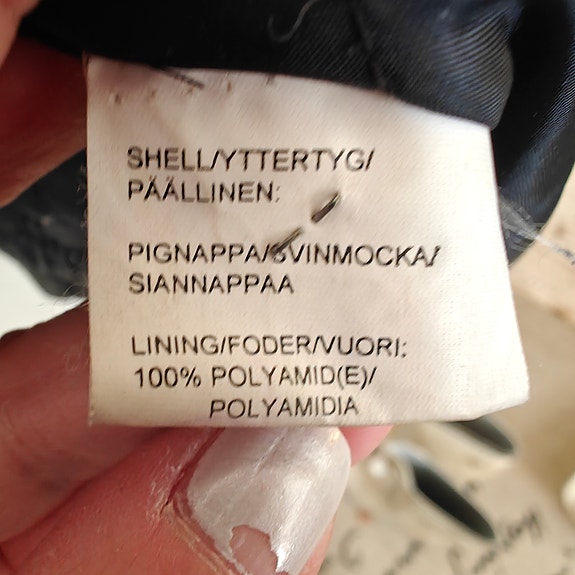 SHELL/YTTERTYG/
PÄÄLLINEN:
PIGNAPPA/SVINMOCKA/
SIANNAPPAA
LINING/FODER/VUORI:
100% POLYAMID(E)/
POLYAMIDIA